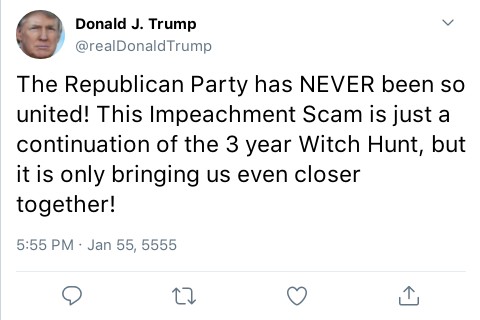 Donald J. Trump
@realDonaldTrump
The Republican Party has NEVER been so
united! This Impeachment Scam is just a
continuation of the 3 year Witch Hunt, but
it is only bringing us even closer
together!
5:55 PM · Jan 55, 5555